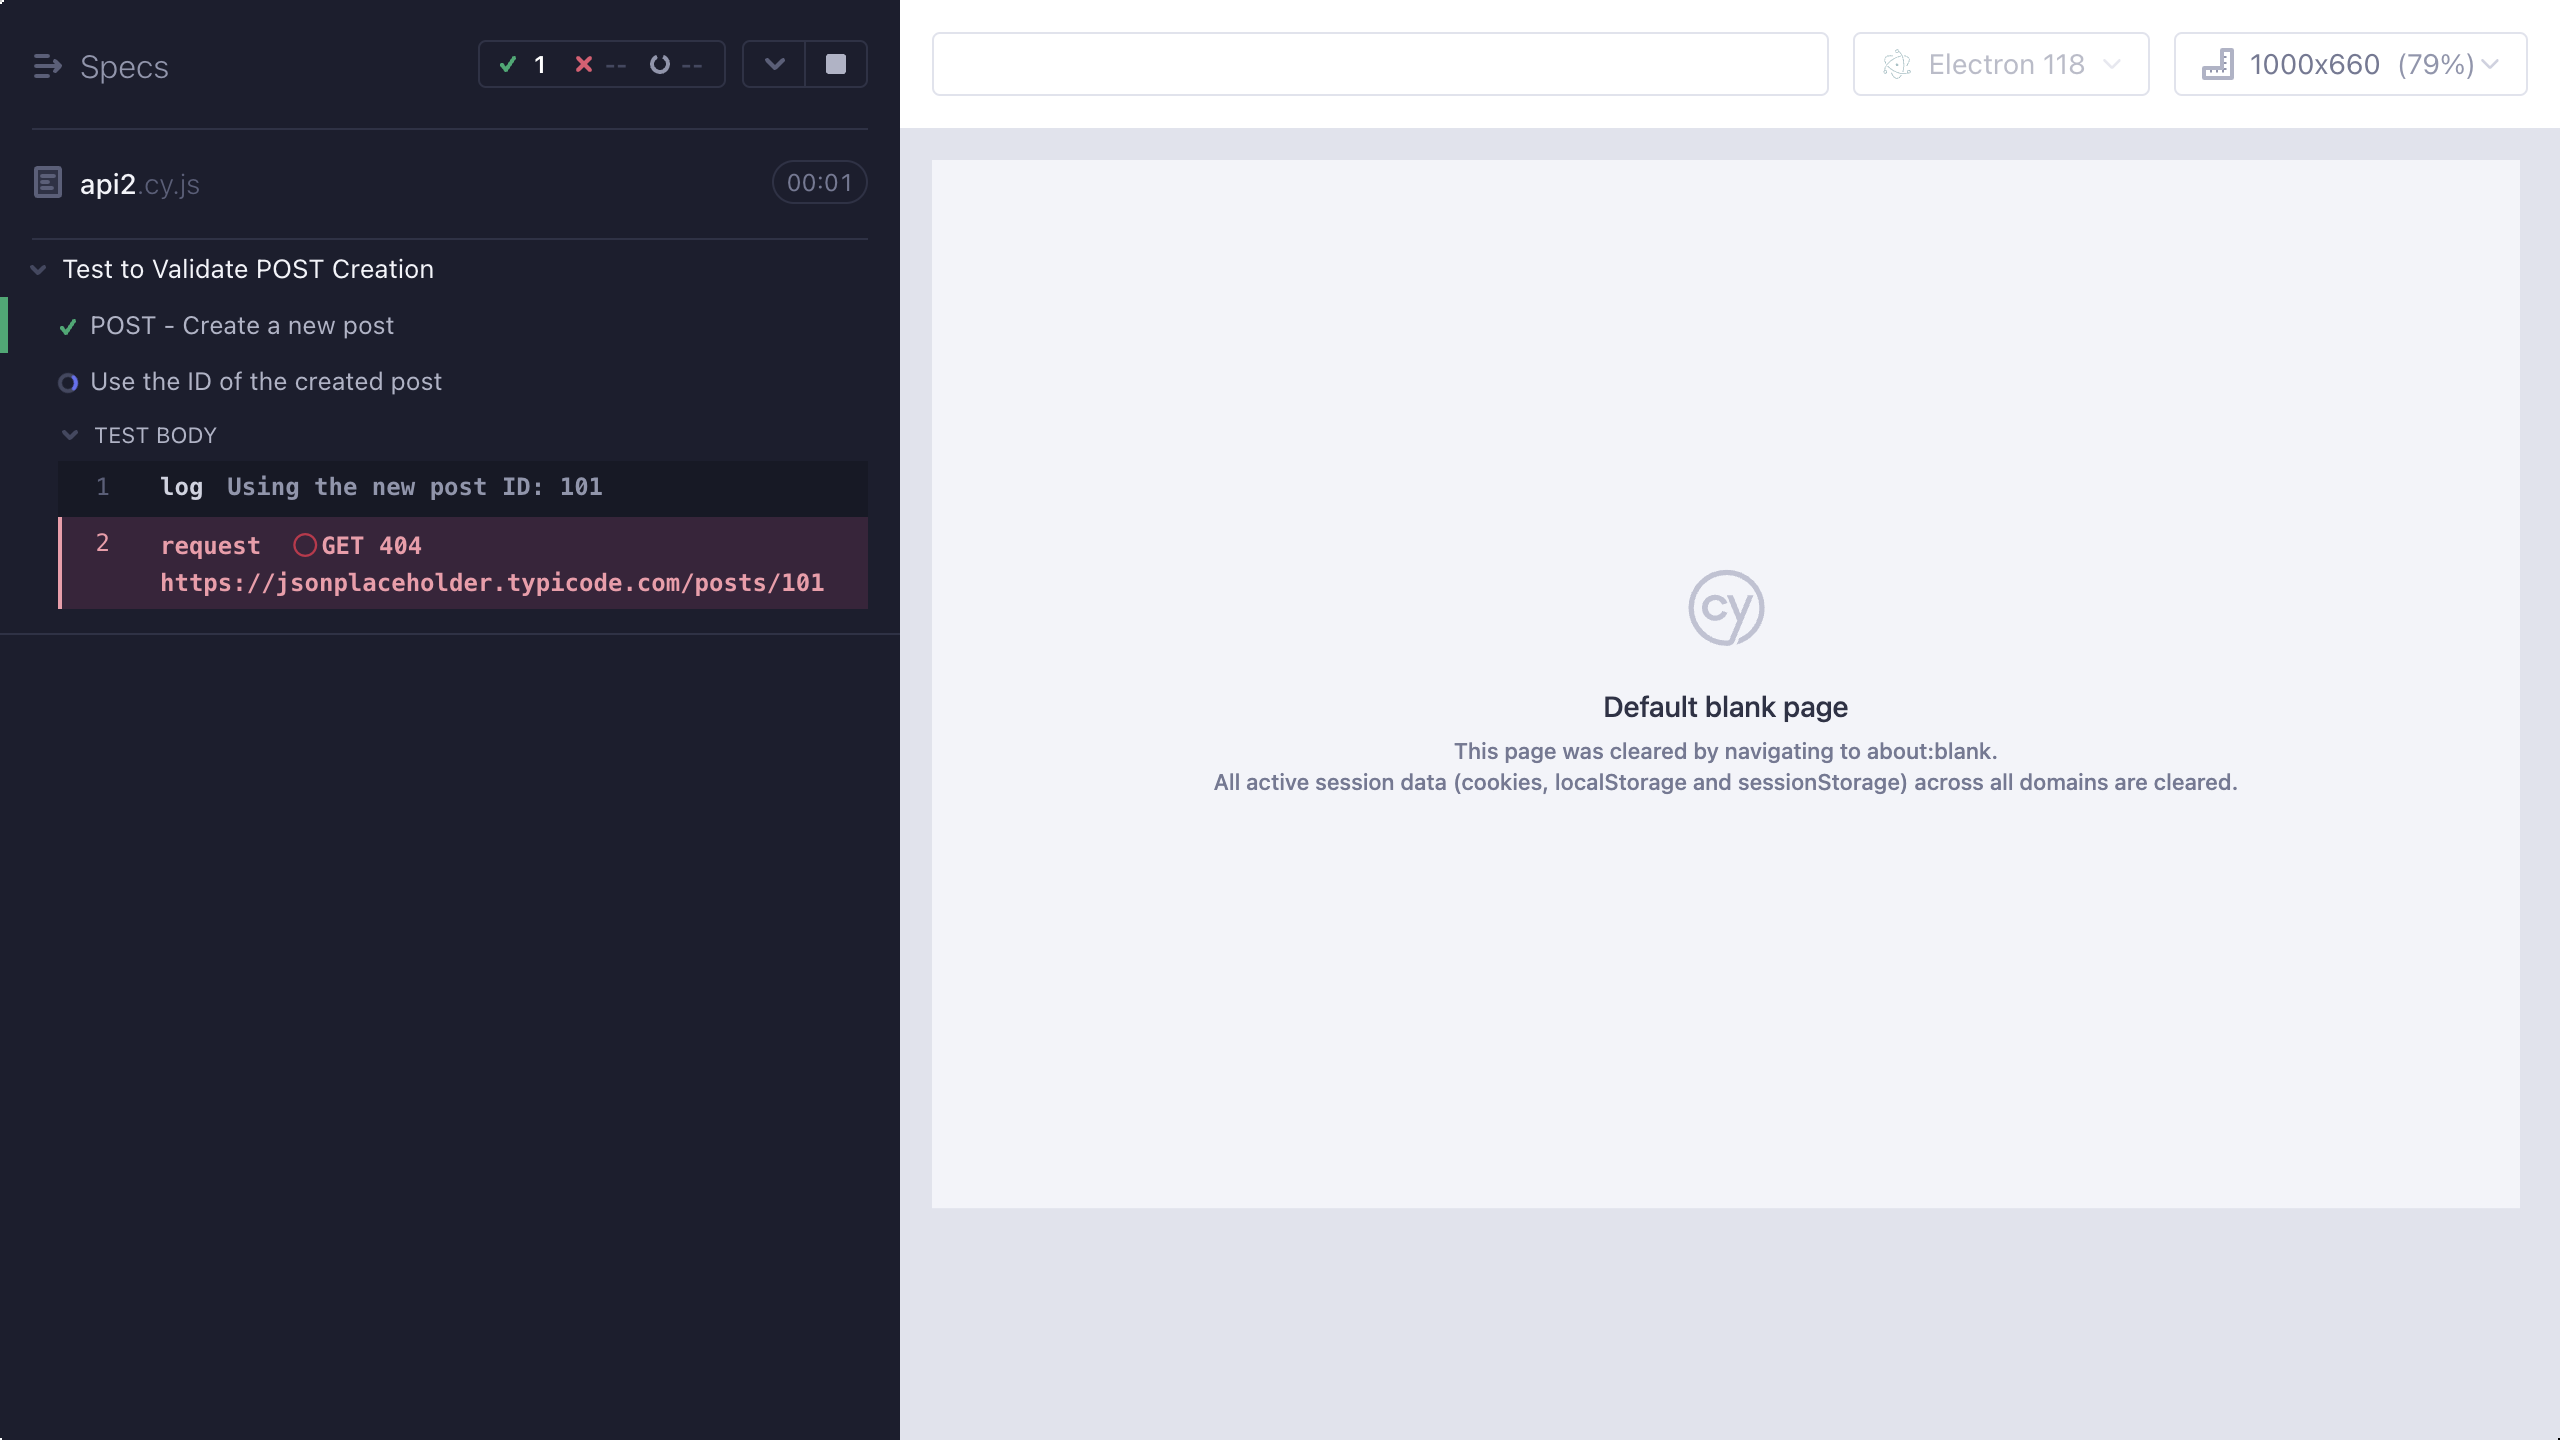 Specs
1 -- --
api2.cy.js
00:01
Test to Validate POST Creation
POST - Create a new post
Use the ID of the created post
TEST BODY
1 log Using the new post ID: 101
2 request GET 404
https://jsonplaceholder.typicode.com/posts/101
Electron 118
1000x660 (79%)
cy
Default blank page
This page was cleared by navigating to about:blank.
All active session data (cookies, localStorage and sessionStorage) across all domains are cleared.